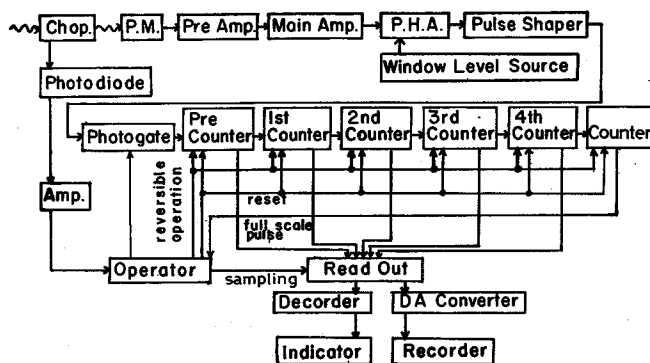 Chop. P.M. Pre Amp. Main Amp. P.H.A. Pulse Shaper
Photodiode
Window Level Source
Photogate
Pre
Counter
1st
Counter
2nd
Counter
3rd
Counter
4th
Counter
Counter
Amp.
reversible
operation
reset
full scale
pulse
Operator
sampling
Read Out
Decorder
DA Converter
Indicator
Recorder